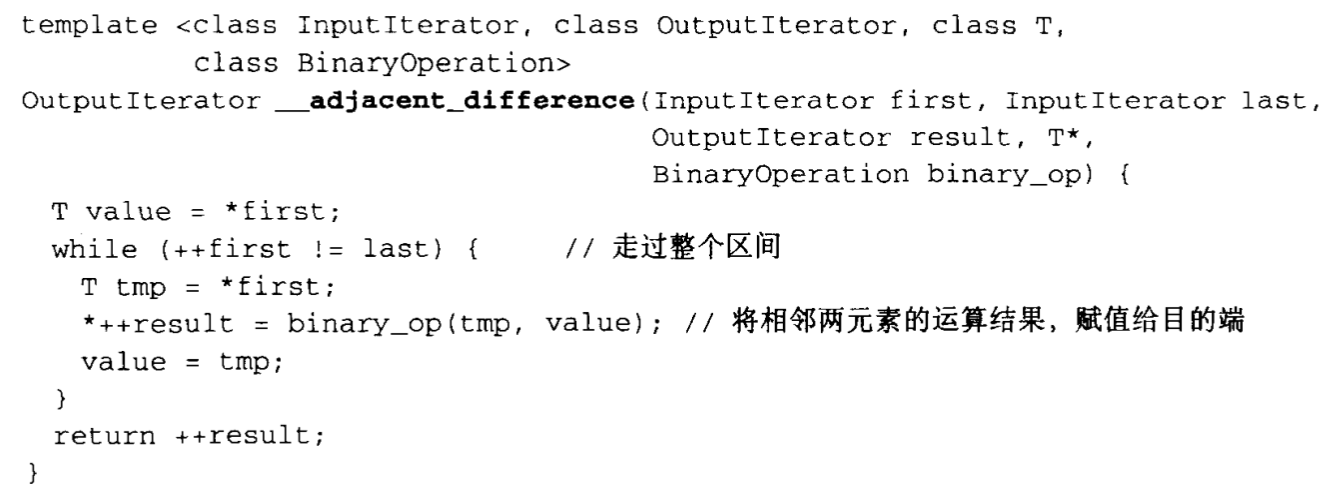 template <class InputIterator, class OutputIterator, class T,
          class BinaryOperation>
OutputIterator __adjacent_difference(InputIterator first, InputIterator last,
                                     OutputIterator result, T*,
                                     BinaryOperation binary_op) {
  T value = *first;
  while (++first != last) {     // 走过整个区间
    T tmp = *first;
    *++result = binary_op(tmp, value); // 将相邻两元素的运算结果，赋值给目的端
    value = tmp;
  }
  return ++result;
}